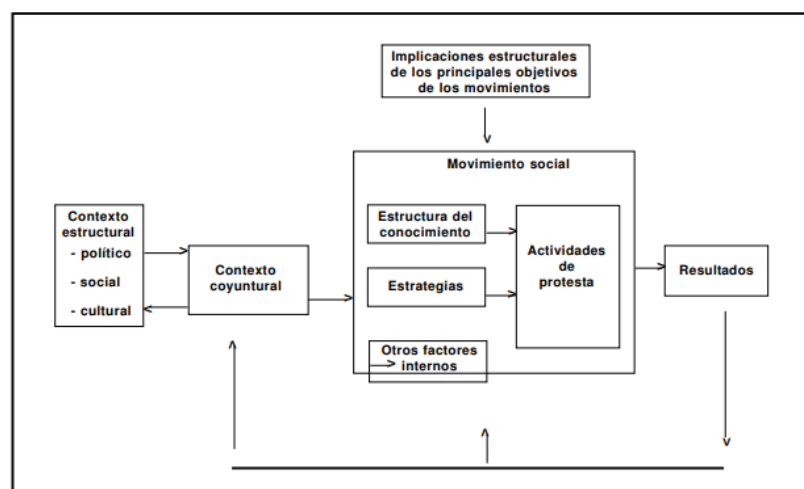 Implicaciones estructurales
de los principales objetivos
de los movimientos
Movimiento social
Contexto
estructural
- político
- social
- cultural
Contexto
coyuntural
Estructura del
conocimiento
Estrategias
Otros factores
internos
Actividades
de
protesta
Resultados